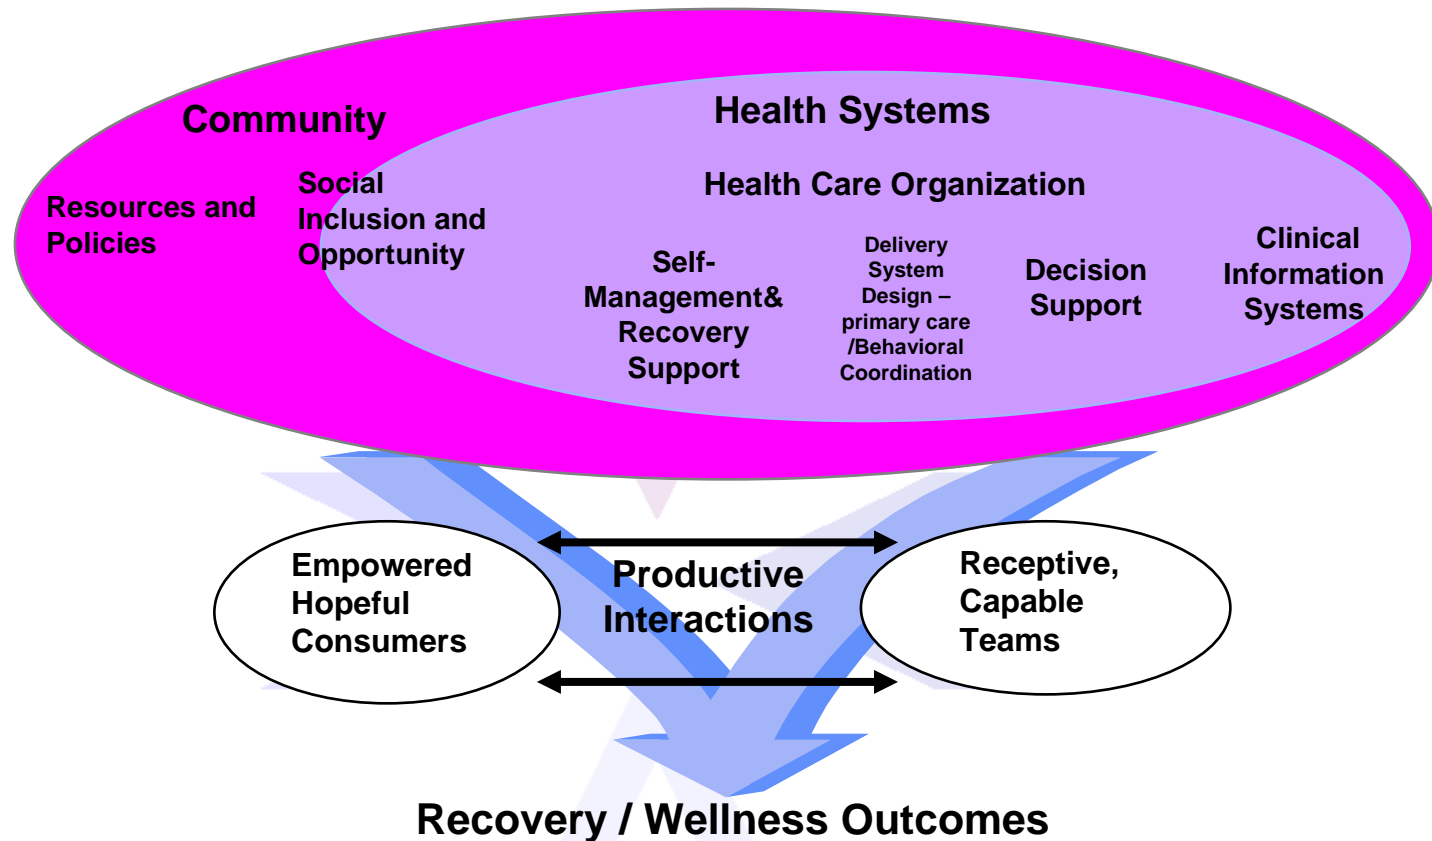 Community
Health Systems
Resources and
Policies
Social
Inclusion and
Opportunity
Health Care Organization
Self-
Management&
Recovery
Support
Delivery
System
Design –
primary care
/Behavioral
Coordination
Decision
Support
Clinical
Information
Systems
Empowered
Hopeful
Consumers
Productive
Interactions
Receptive,
Capable
Teams
Recovery / Wellness Outcomes